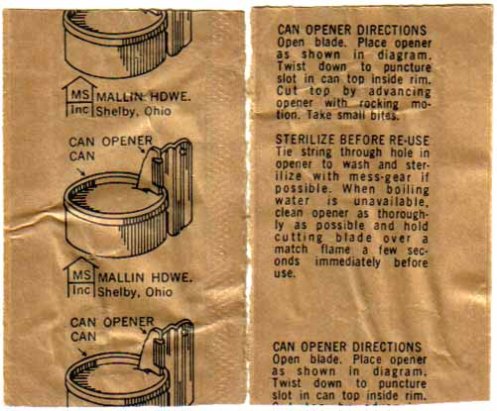 MS
Inc
MALLIN HDWE.
Shelby, Ohio
CAN OPENER
CAN
MS
Inc
MALLIN HDWE.
Shelby, Ohio
CAN OPENER
CAN
CAN OPENER DIRECTIONS
Open blade. Place opener
as shown in diagram.
Twist down to puncture
slot in can top inside rim.
Cut top by advancing
opener with rocking mo-
tion. Take small bites.
STERILIZE BEFORE RE-USE
Tie string through hole in
opener to wash and ster-
ilize with mess-gear if
possible. When boiling
water is unavailable,
clean opener as thorough-
ly as possible and hold
cutting blade over a
match flame a few sec-
onds immediately before
use.
CAN OPENER DIRECTIONS
Open blade. Place opener
as shown in diagram.
Twist down to puncture
slot in can top inside rim.